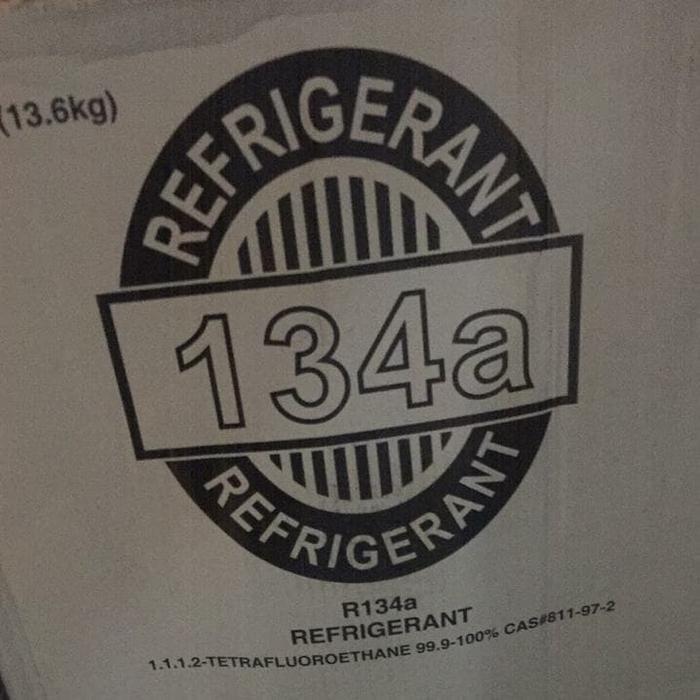 (13.6kg)
REFRIGERANT
134a
REFRIGERANT
R134a
REFRIGERANT
1.1.1.2-TETRAFLUOROETHANE 99.9-100% CAS#811-97-2